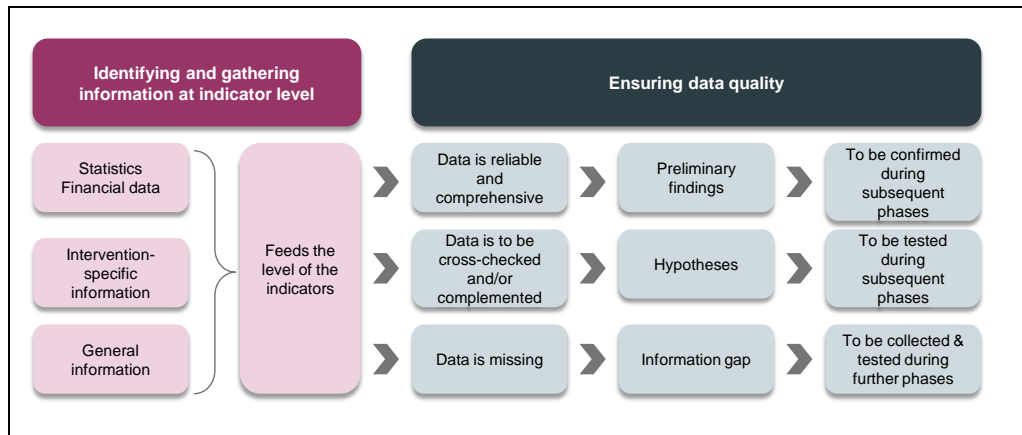 Identifying and gathering
information at indicator level
Ensuring data quality
Statistics
Financial data
Intervention-
specific
information
General
information
Feeds the
level of the
indicators
Data is reliable
and
comprehensive
Preliminary
findings
To be confirmed
during
subsequent
phases
Data is to be
cross-checked
and/or
complemented
Hypotheses
To be tested
during
subsequent
phases
Data is missing
Information gap
To be collected &
tested during
further phases